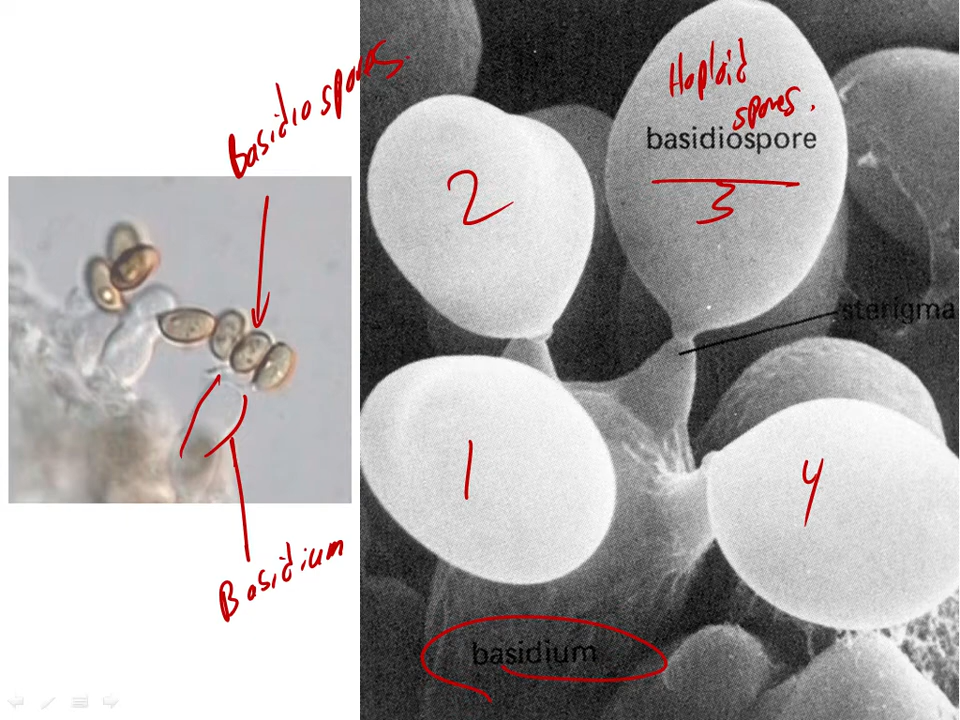 Basidiospores.
Haploid
spores.
basidiospore
2
3
sterigma
1
4
Basidium
basidium